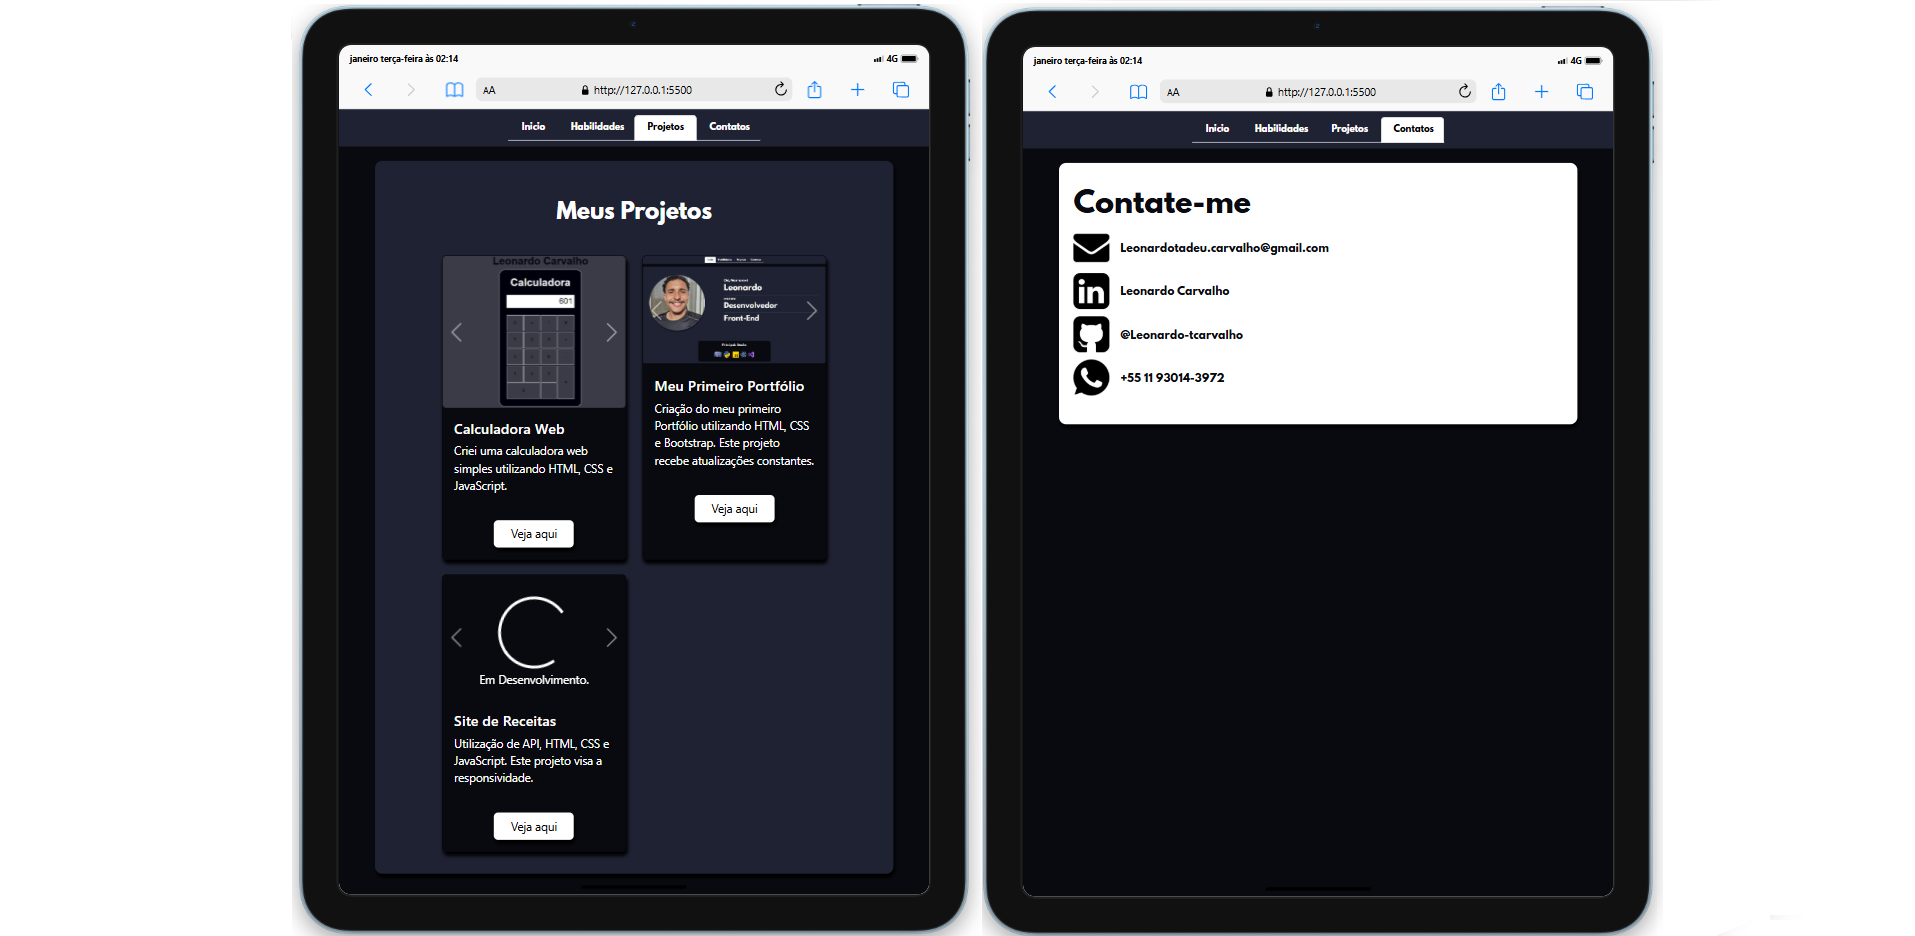 janeiro terça-feira às 02:14
4G
AA
http://127.0.0.1:5500
Inicio Habilidades Projetos Contatos
Meus Projetos
Leonardo Carvalho
Calculadora
601
Calculadora Web
Criei uma calculadora web
simples utilizando HTML, CSS e
JavaScript.
Veja aqui
Leonardo
Desenvolvedor
Front-End
Meu Primeiro Portfólio
Criação do meu primeiro
Portfólio utilizando HTML, CSS
e Bootstrap. Este projeto
recebe atualizações constantes.
Veja aqui
Em Desenvolvimento.
Site de Receitas
Utilização de API, HTML, CSS e
JavaScript. Este projeto visa a
responsividade.
Veja aqui
janeiro terça-feira às 02:14
4G
AA
http://127.0.0.1:5500
Inicio Habilidades Projetos Contatos
Contate-me
Leonardotadeu.carvalho@gmail.com
in
Leonardo Carvalho
@Leonardo-tcarvalho
+55 11 93014-3972